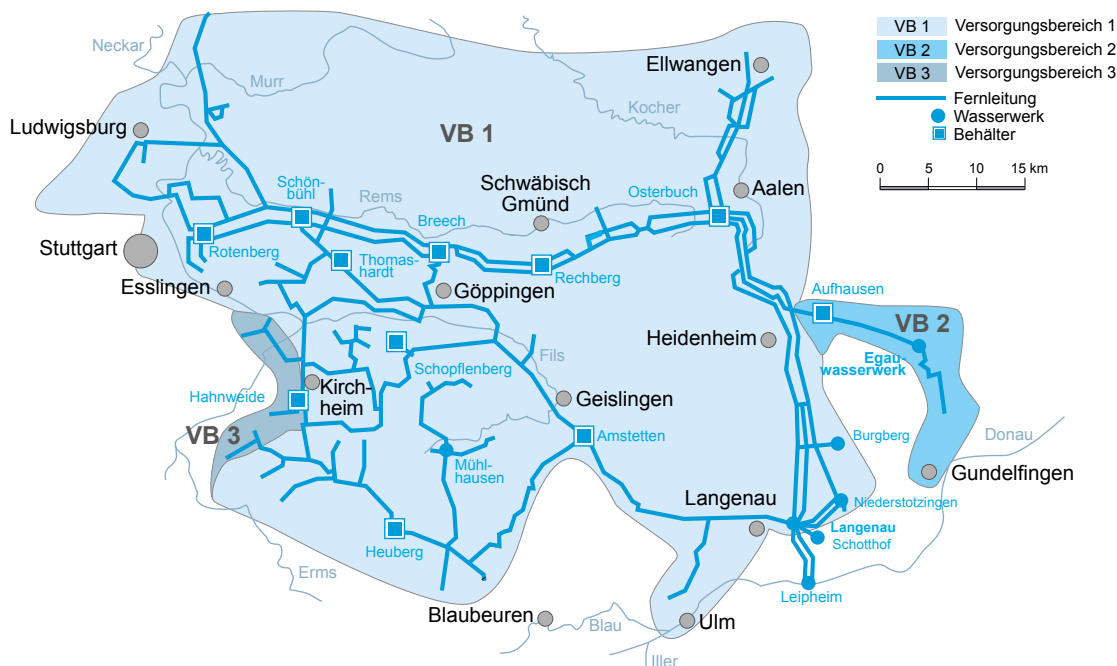 Neckar
Murr
Ludwigsburg
VB 1
Kocher
Ellwangen
VB 1 Versorgungsbereich 1
VB 2 Versorgungsbereich 2
VB 3 Versorgungsbereich 3
Fernleitung
Wasserwerk
Behälter
0 5 10 15 km
Schön-
bühl
Rems
Breech
Schwäbisch
Gmünd
Osterbuch
Aalen
Stuttgart
Rotenberg
Thomas-
hardt
Rechberg
Esslingen
Göppingen
Aufhausen
VB 2
Heidenheim
Egau-
wasserwerk
Fils
Schopflenberg
Kirch-
heim
Hahnweide
Geislingen
VB 3
Amstetten
Burgberg
Donau
Mühl-
hausen
Gundelfingen
Langenau
Niederstotzingen
Langenau
Schotthof
Heuberg
Erms
Leipheim
Blaubeuren
Blau
Ulm
Iller